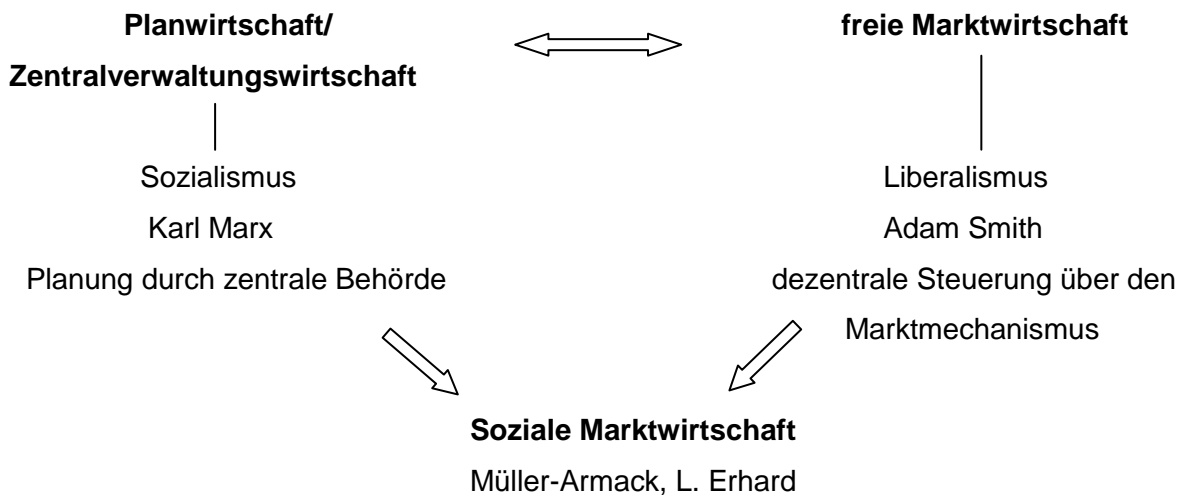 Planwirtschaft/
Zentralverwaltungswirtschaft
Sozialismus
Karl Marx
Planung durch zentrale Behörde
freie Marktwirtschaft
Liberalismus
Adam Smith
dezentrale Steuerung über den
Marktmechanismus
Soziale Marktwirtschaft
Müller-Armack, L. Erhard